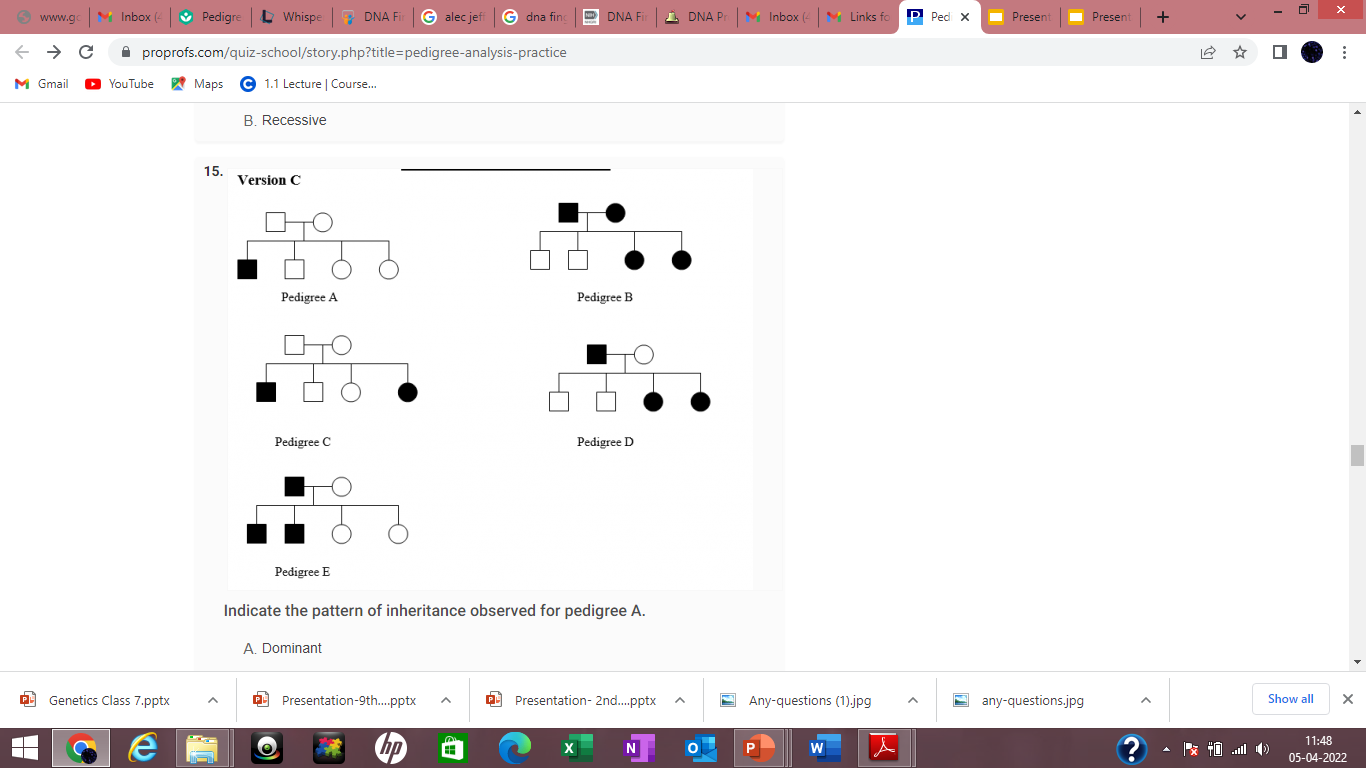 www.gc
Inbox (4
Pedigre
Whispe
DNA Fi
alec jeff
dna fing
DNA Fi
DNA Pr
Inbox (4
Links fo
Ped
Present
Present
proprofs.com/quiz-school/story.php?title=pedigree-analysis-practice
Gmail
YouTube
Maps
1.1 Lecture | Course...
B. Recessive
15.
Version C
Pedigree A
Pedigree B
Pedigree C
Pedigree D
Pedigree E
Indicate the pattern of inheritance observed for pedigree A.
A. Dominant
Genetics Class 7.pptx
Presentation-9th....pptx
Presentation- 2nd....pptx
Any-questions (1).jpg
any-questions.jpg
Show all
11:48
05-04-2022